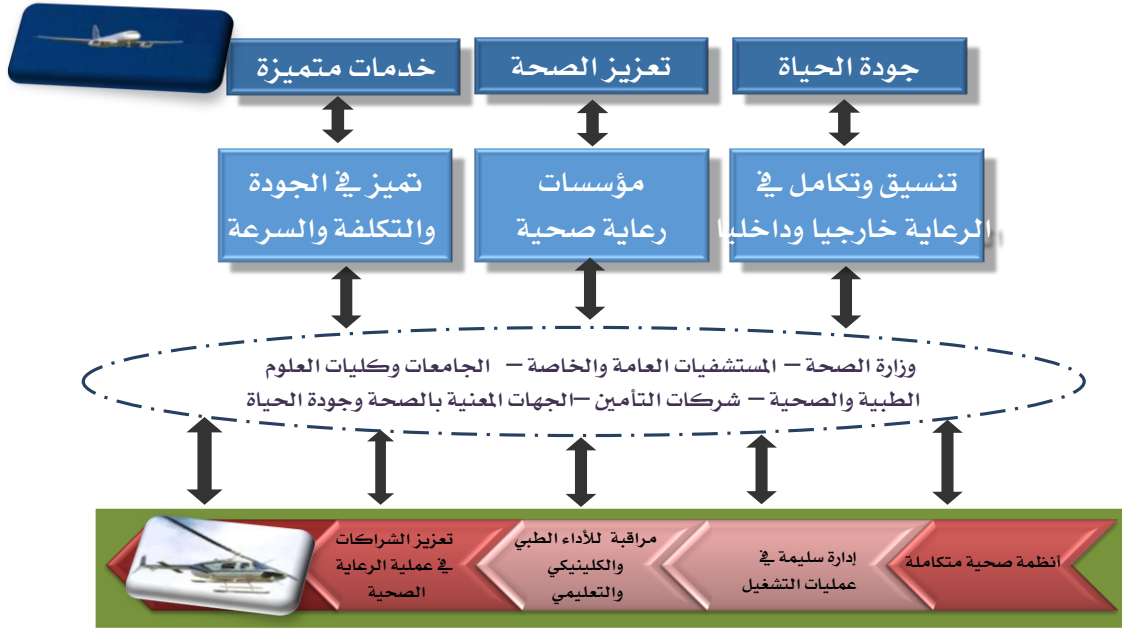 جودة الحياة
تعزيز الصحة
خدمات متميزة
تنسيق وتكامل في
الرعاية خارجيا وداخليا
مؤسسات
رعاية صحية
تميز في الجودة
والتكلفة والسرعة
وزارة الصحة – المستشفيات العامة والخاصة – الجامعات وكليات العلوم
الطبية والصحية – شركات التأمين –الجهات المعنية بالصحة وجودة الحياة
أنظمة صحية متكاملة
إدارة سليمة في
عمليات التشغيل
مراقبة للأداء الطبي
والكلينيكي
والتعليمي
تعزيز الشراكات
في عملية الرعاية
الصحية